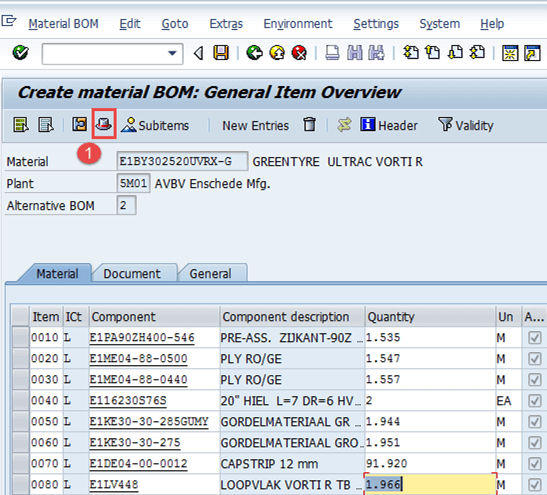 Material BOM Edit Goto Extras Environment Settings System Help
Create material BOM: General Item Overview
Subitems New Entries Header Validity
1
Material E1BY302520UVRX-G GREENTYRE ULTRAC VORTI R
Plant 5M01 AVBV Enschede Mfg.
Alternative BOM 2
Material Document General
Item ICt Component Component description Quantity Un A...
0010 L E1PA90ZH400-546 PRE-ASS. ZIJKANT-90Z ... 1.535 M
0020 L E1ME04-88-0500 PLY RO/GE 1.547 M
0030 L E1ME04-88-0440 PLY RO/GE 1.557 M
0040 L E116230S76S 20" HIEL L=7 DR=6 HV... 2 EA
0050 L E1KE30-30-285GUMY GORDELMATERIAAL GR ... 1.944 M
0060 L E1KE30-30-275 GORDELMATERIAAL GRO... 1.951 M
0070 L E1DE04-00-0012 CAPSTRIP 12 mm 91.920 M
0080 L E1LV448 LOOPVLAK VORTI R TB ... 1.966 M